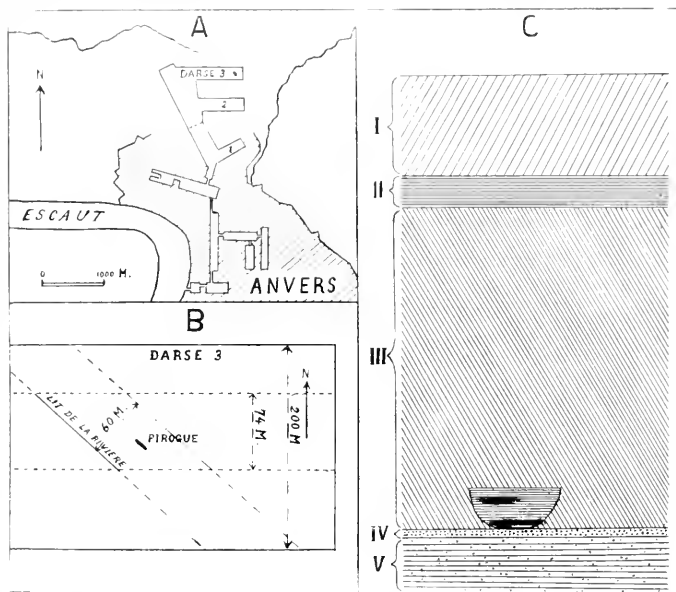 A
N
DARSE 3
2
1
ESCAUT
0 1000 M.
ANVERS
B
DARSE 3
N
LIT DE LA RIVIÈRE
60 M.
PIROGUE
74 M.
200 M
C
I
II
III
IV
V